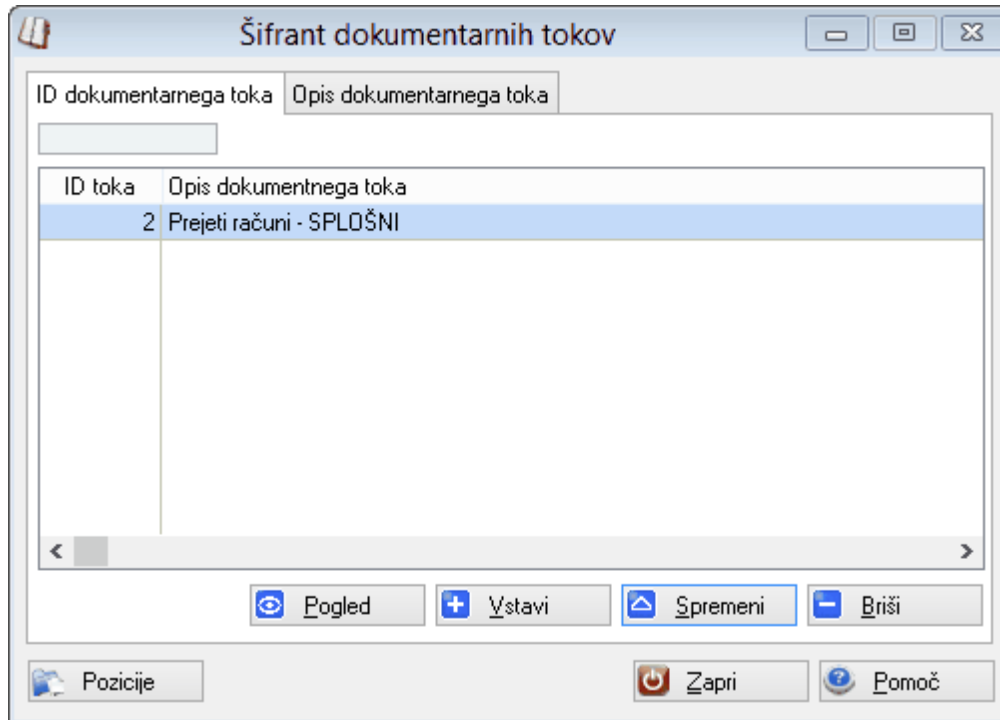 Šifrant dokumentarnih tokov
ID dokumentarnega toka Opis dokumentarnega toka
ID toka Opis dokumentnega toka
2 Prejeti računi - SPLOŠNI
Pogled Vstavi Spremeni Briši
Pozicije Zapri Pomoč